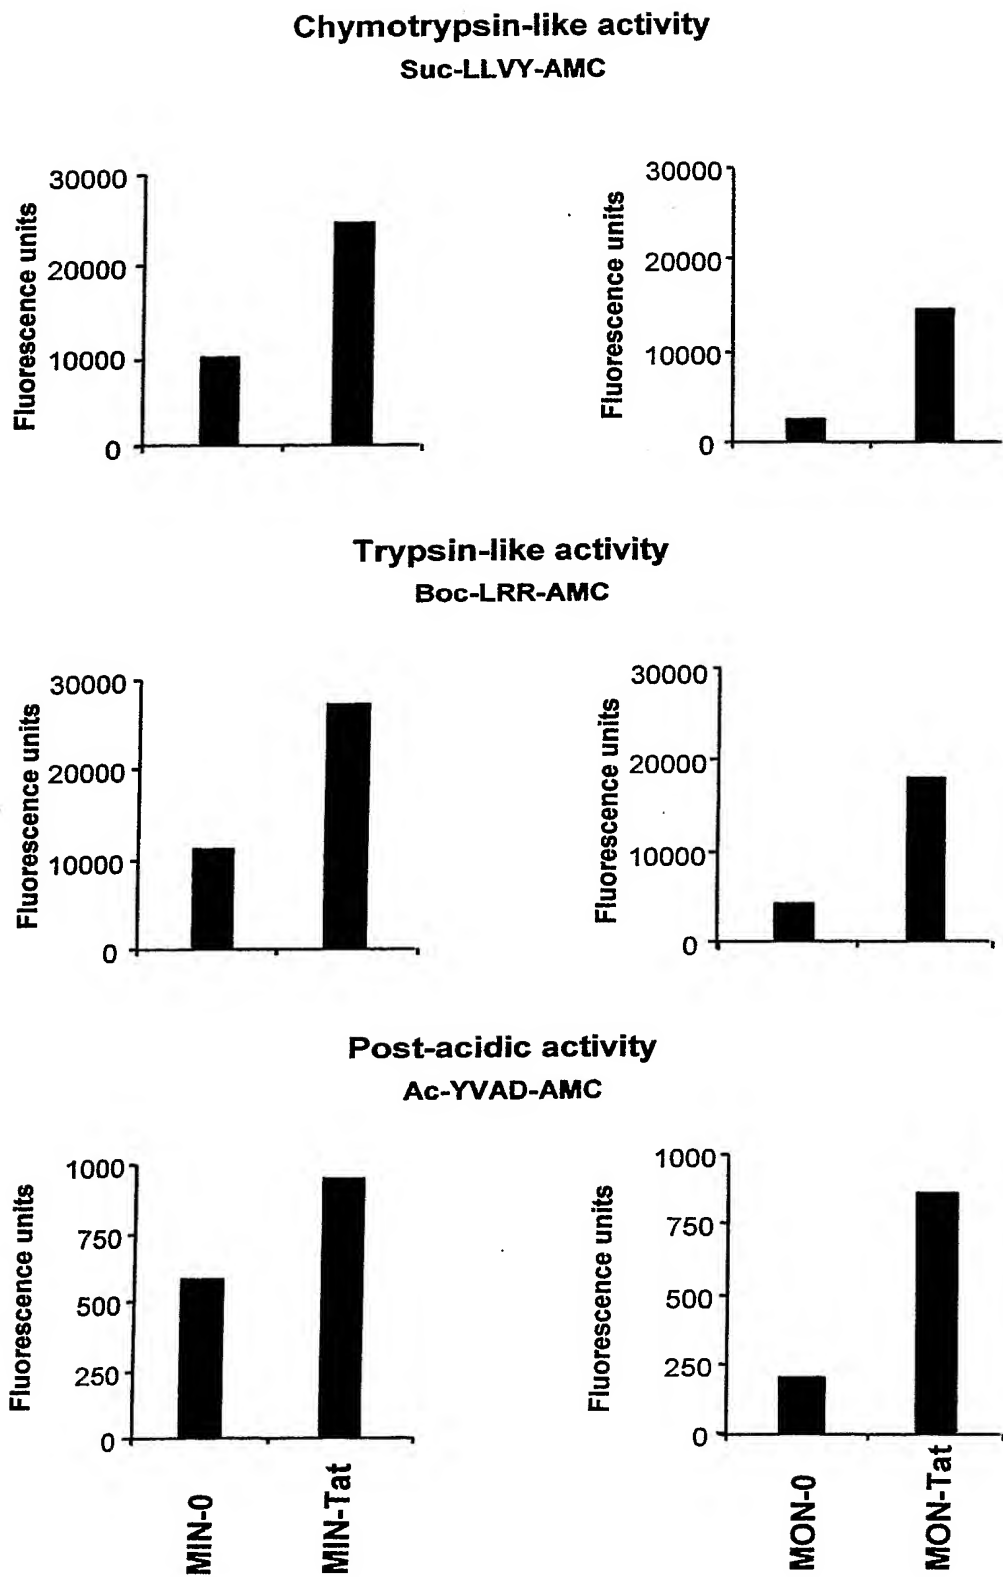 Chymotrypsin-like activity
Suc-LLVY-AMC
Fluorescence units
30000
20000
10000
0
Fluorescence units
30000
20000
10000
0
Trypsin-like activity
Boc-LRR-AMC
Fluorescence units
30000
20000
10000
0
Fluorescence units
30000
20000
10000
0
Post-acidic activity
Ac-YVAD-AMC
Fluorescence units
1000
750
500
250
0
Fluorescence units
1000
750
500
250
0
MIN-0
MIN-Tat
MON-0
MON-Tat